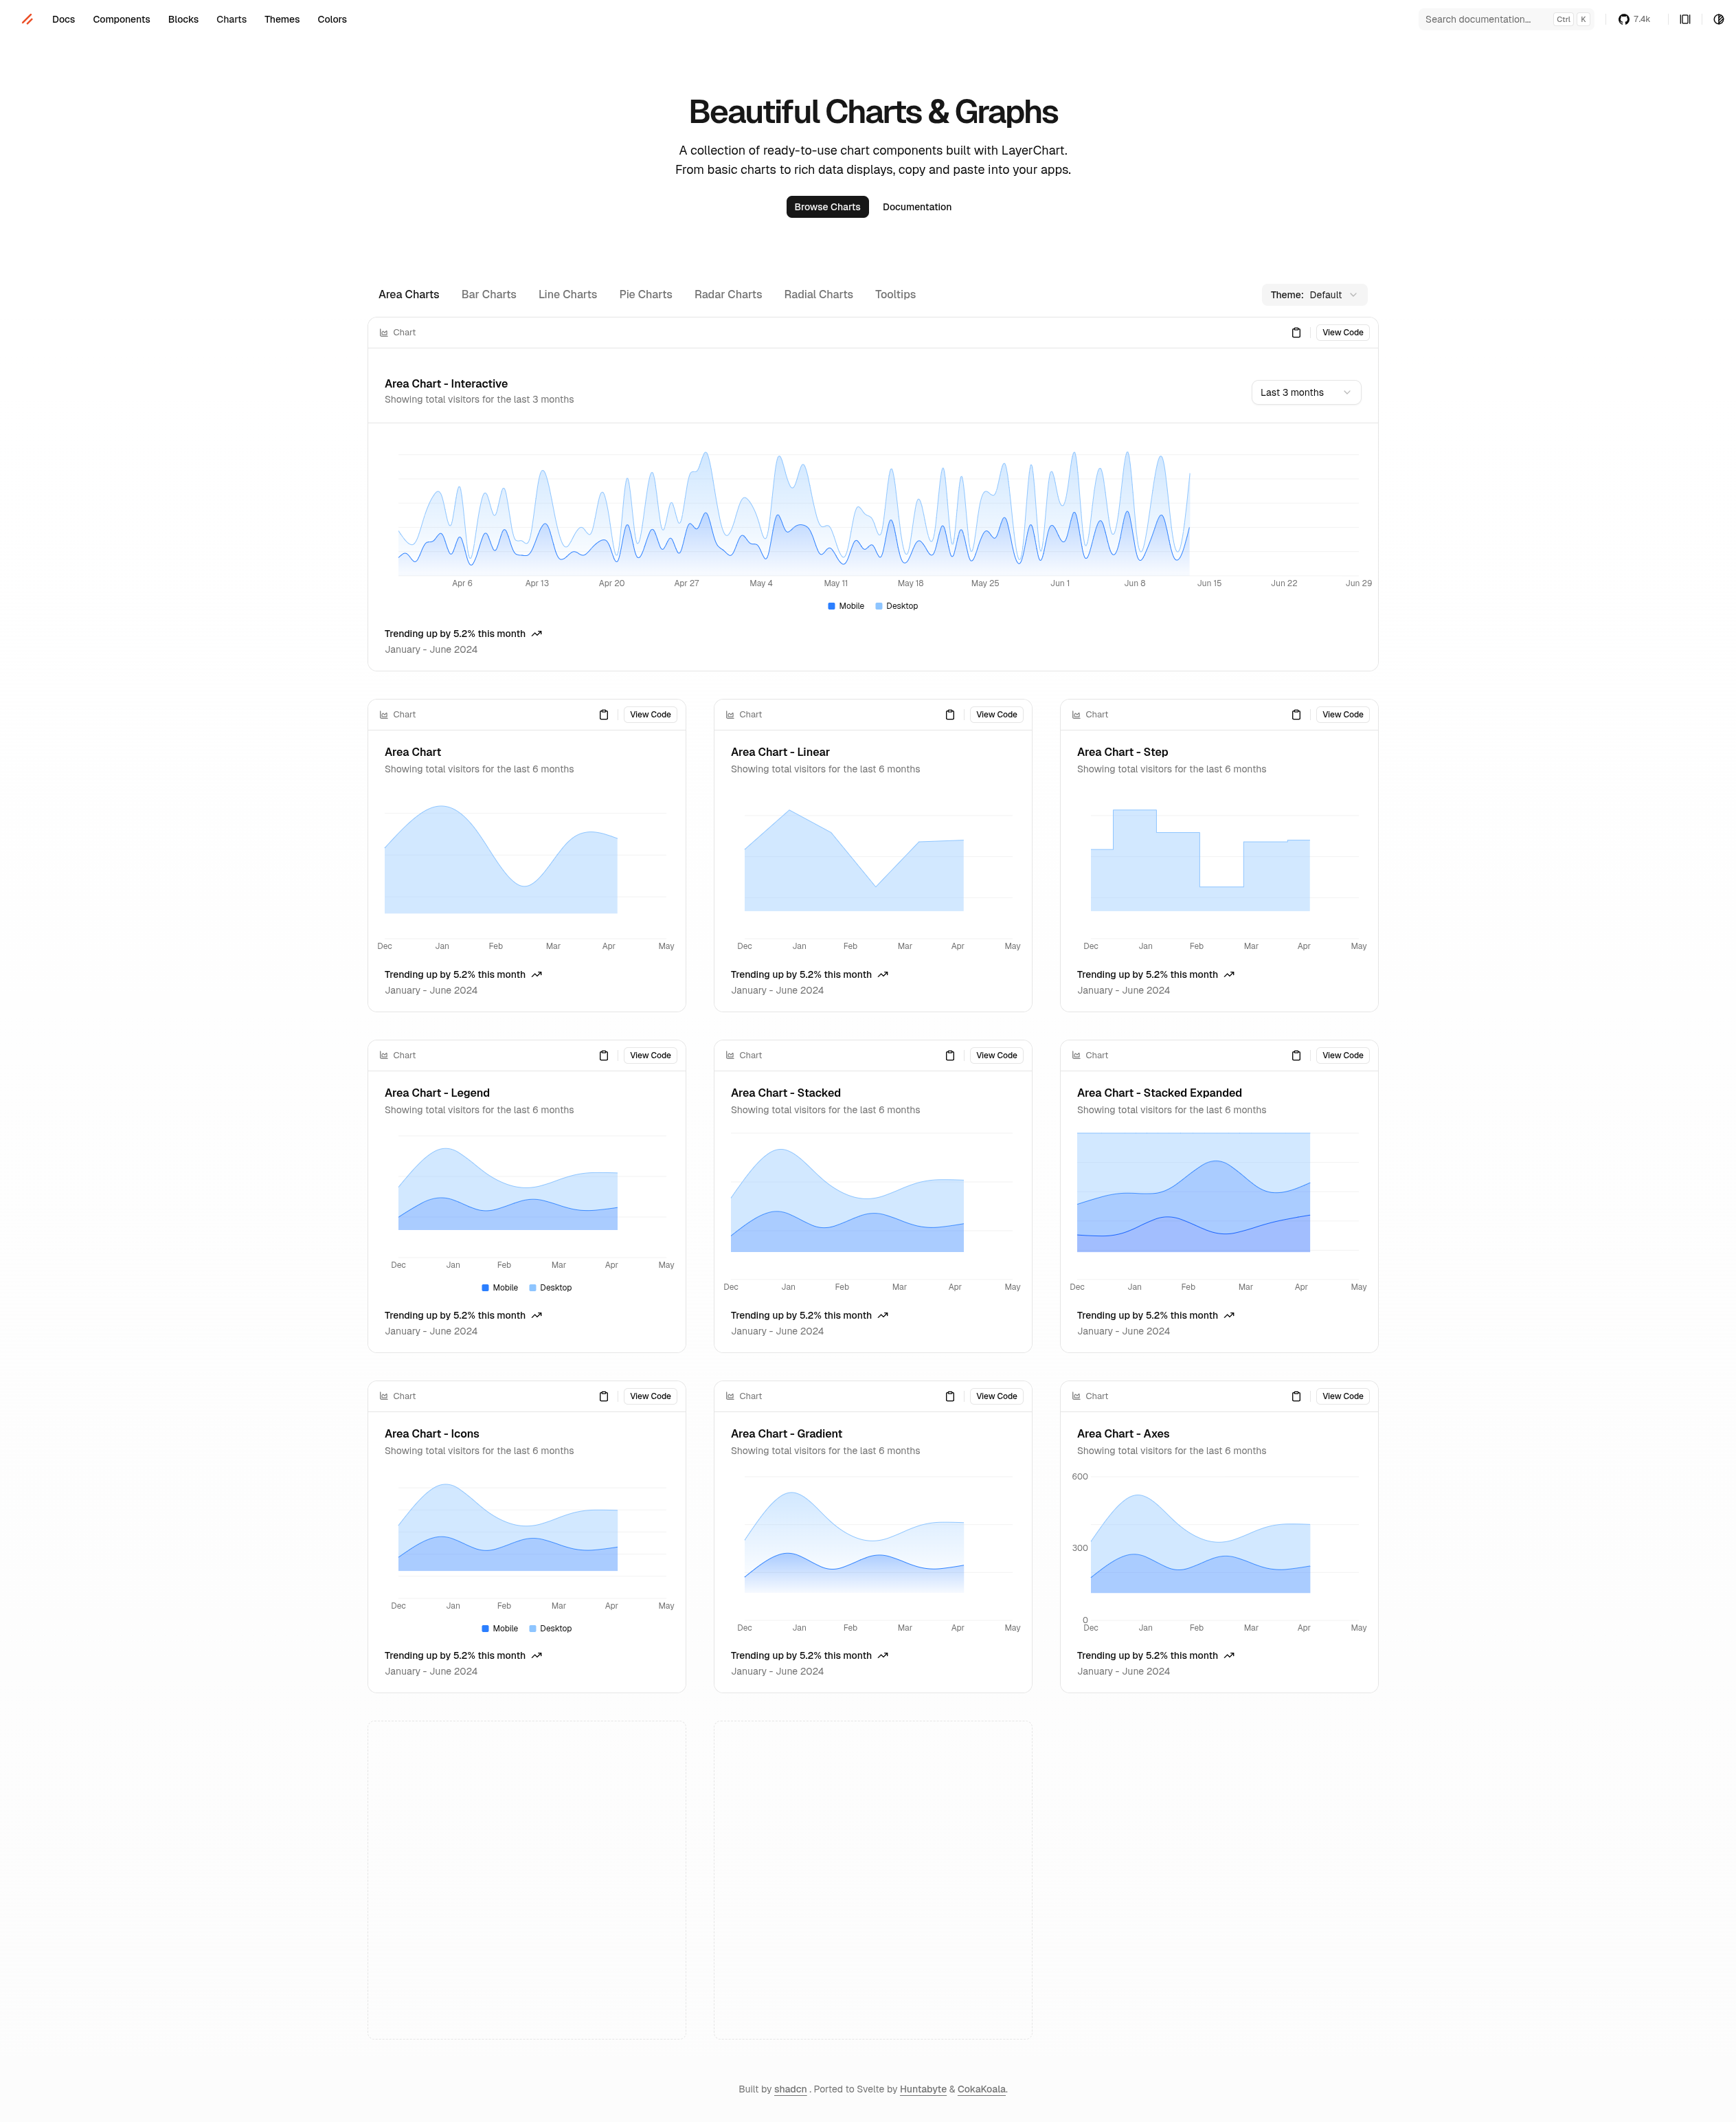 Docs Components Blocks Charts Themes Colors Search documentation... Ctrl K 7.4k
Beautiful Charts & Graphs
A collection of ready-to-use chart components built with LayerChart.
From basic charts to rich data displays, copy and paste into your apps.
Browse Charts Documentation
Area Charts Bar Charts Line Charts Pie Charts Radar Charts Radial Charts Tooltips Theme: Default
Chart View Code
Area Chart - Interactive
Showing total visitors for the last 3 months
Last 3 months
Apr 6 Apr 13 Apr 20 Apr 27 May 4 May 11 May 18 May 25 Jun 1 Jun 8 Jun 15 Jun 22 Jun 29
Mobile Desktop
Trending up by 5.2% this month
January - June 2024
Chart View Code
Area Chart
Showing total visitors for the last 6 months
Dec Jan Feb Mar Apr May
Trending up by 5.2% this month
January - June 2024
Chart View Code
Area Chart - Linear
Showing total visitors for the last 6 months
Dec Jan Feb Mar Apr May
Trending up by 5.2% this month
January - June 2024
Chart View Code
Area Chart - Step
Showing total visitors for the last 6 months
Dec Jan Feb Mar Apr May
Trending up by 5.2% this month
January - June 2024
Chart View Code
Area Chart - Legend
Showing total visitors for the last 6 months
Dec Jan Feb Mar Apr May
Mobile Desktop
Trending up by 5.2% this month
January - June 2024
Chart View Code
Area Chart - Stacked
Showing total visitors for the last 6 months
Dec Jan Feb Mar Apr May
Trending up by 5.2% this month
January - June 2024
Chart View Code
Area Chart - Stacked Expanded
Showing total visitors for the last 6 months
Dec Jan Feb Mar Apr May
Trending up by 5.2% this month
January - June 2024
Chart View Code
Area Chart - Icons
Showing total visitors for the last 6 months
Dec Jan Feb Mar Apr May
Mobile Desktop
Trending up by 5.2% this month
January - June 2024
Chart View Code
Area Chart - Gradient
Showing total visitors for the last 6 months
Dec Jan Feb Mar Apr May
Trending up by 5.2% this month
January - June 2024
Chart View Code
Area Chart - Axes
Showing total visitors for the last 6 months
600
300
0
Dec Jan Feb Mar Apr May
Trending up by 5.2% this month
January - June 2024
Built by shadcn . Ported to Svelte by Huntabyte & CokaKoala.